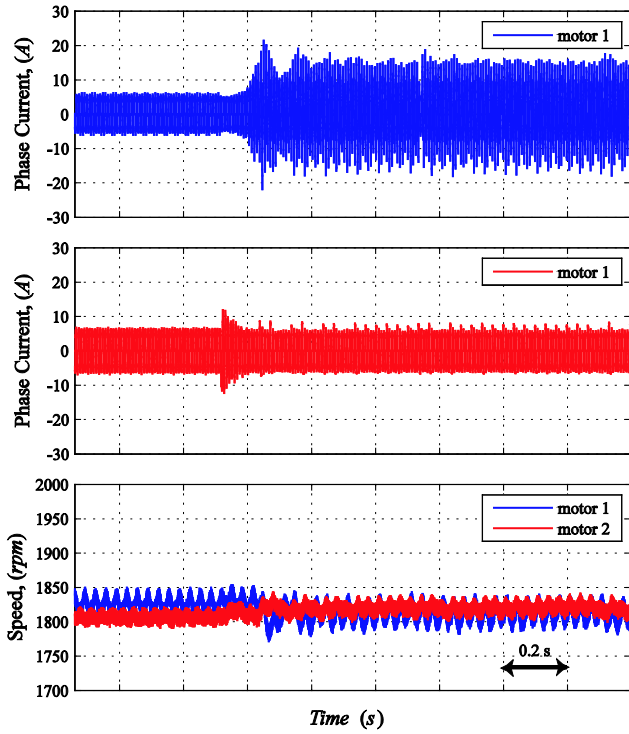 30
20
10
0
-10
-20
-30
Phase Current, (A)
motor 1
30
20
10
0
-10
-20
-30
Phase Current, (A)
motor 1
2000
1950
1900
1850
1800
1750
1700
Speed, (rpm)
motor 1
motor 2
0.2 s
Time (s)